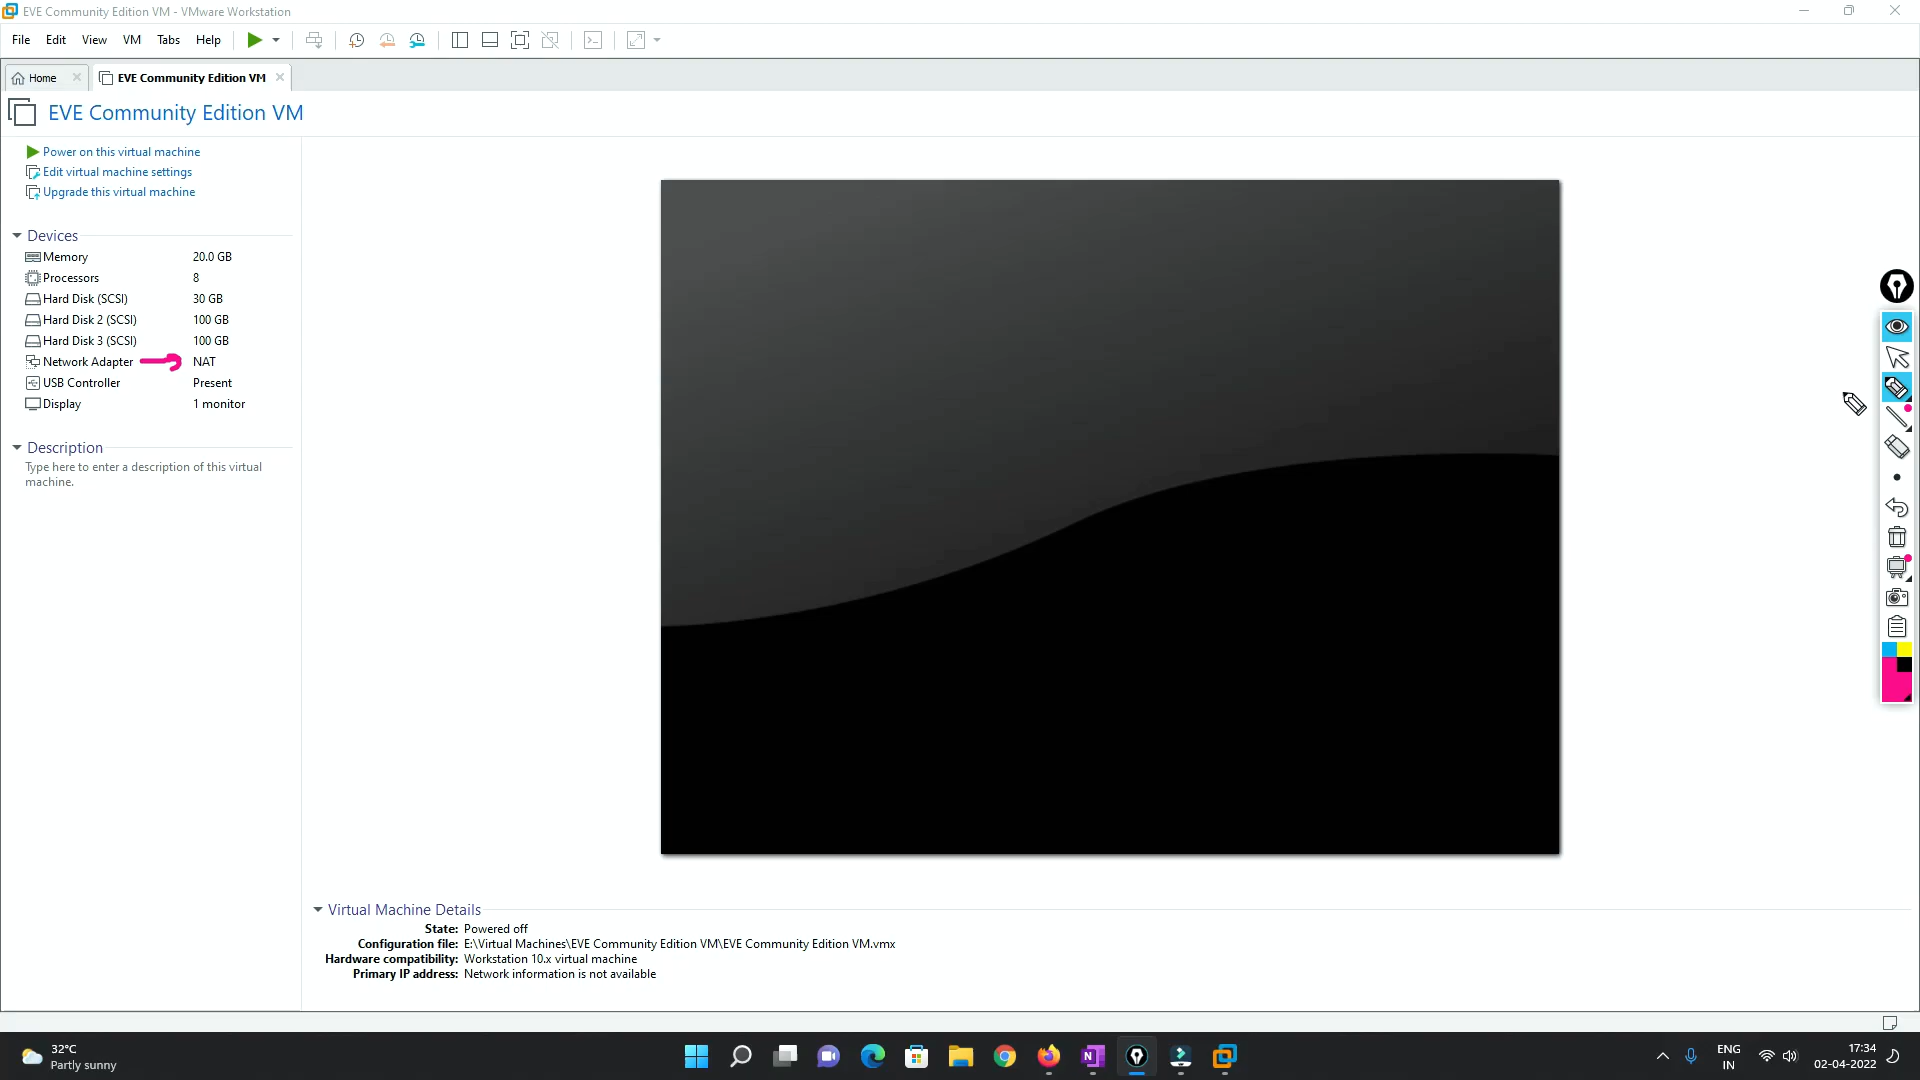 EVE Community Edition VM - VMware Workstation
File Edit View VM Tabs Help
Home EVE Community Edition VM
EVE Community Edition VM
Power on this virtual machine
Edit virtual machine settings
Upgrade this virtual machine
Devices
Memory 20.0 GB
Processors 8
Hard Disk (SCSI) 30 GB
Hard Disk 2 (SCSI) 100 GB
Hard Disk 3 (SCSI) 100 GB
Network Adapter NAT
USB Controller Present
Display 1 monitor
Description
Type here to enter a description of this virtual
machine.
Virtual Machine Details
State: Powered off
Configuration file: E:\Virtual Machines\EVE Community Edition VM\EVE Community Edition VM.vmx
Hardware compatibility: Workstation 10.x virtual machine
Primary IP address: Network information is not available
32°C
Partly sunny
ENG
IN
17:34
02-04-2022